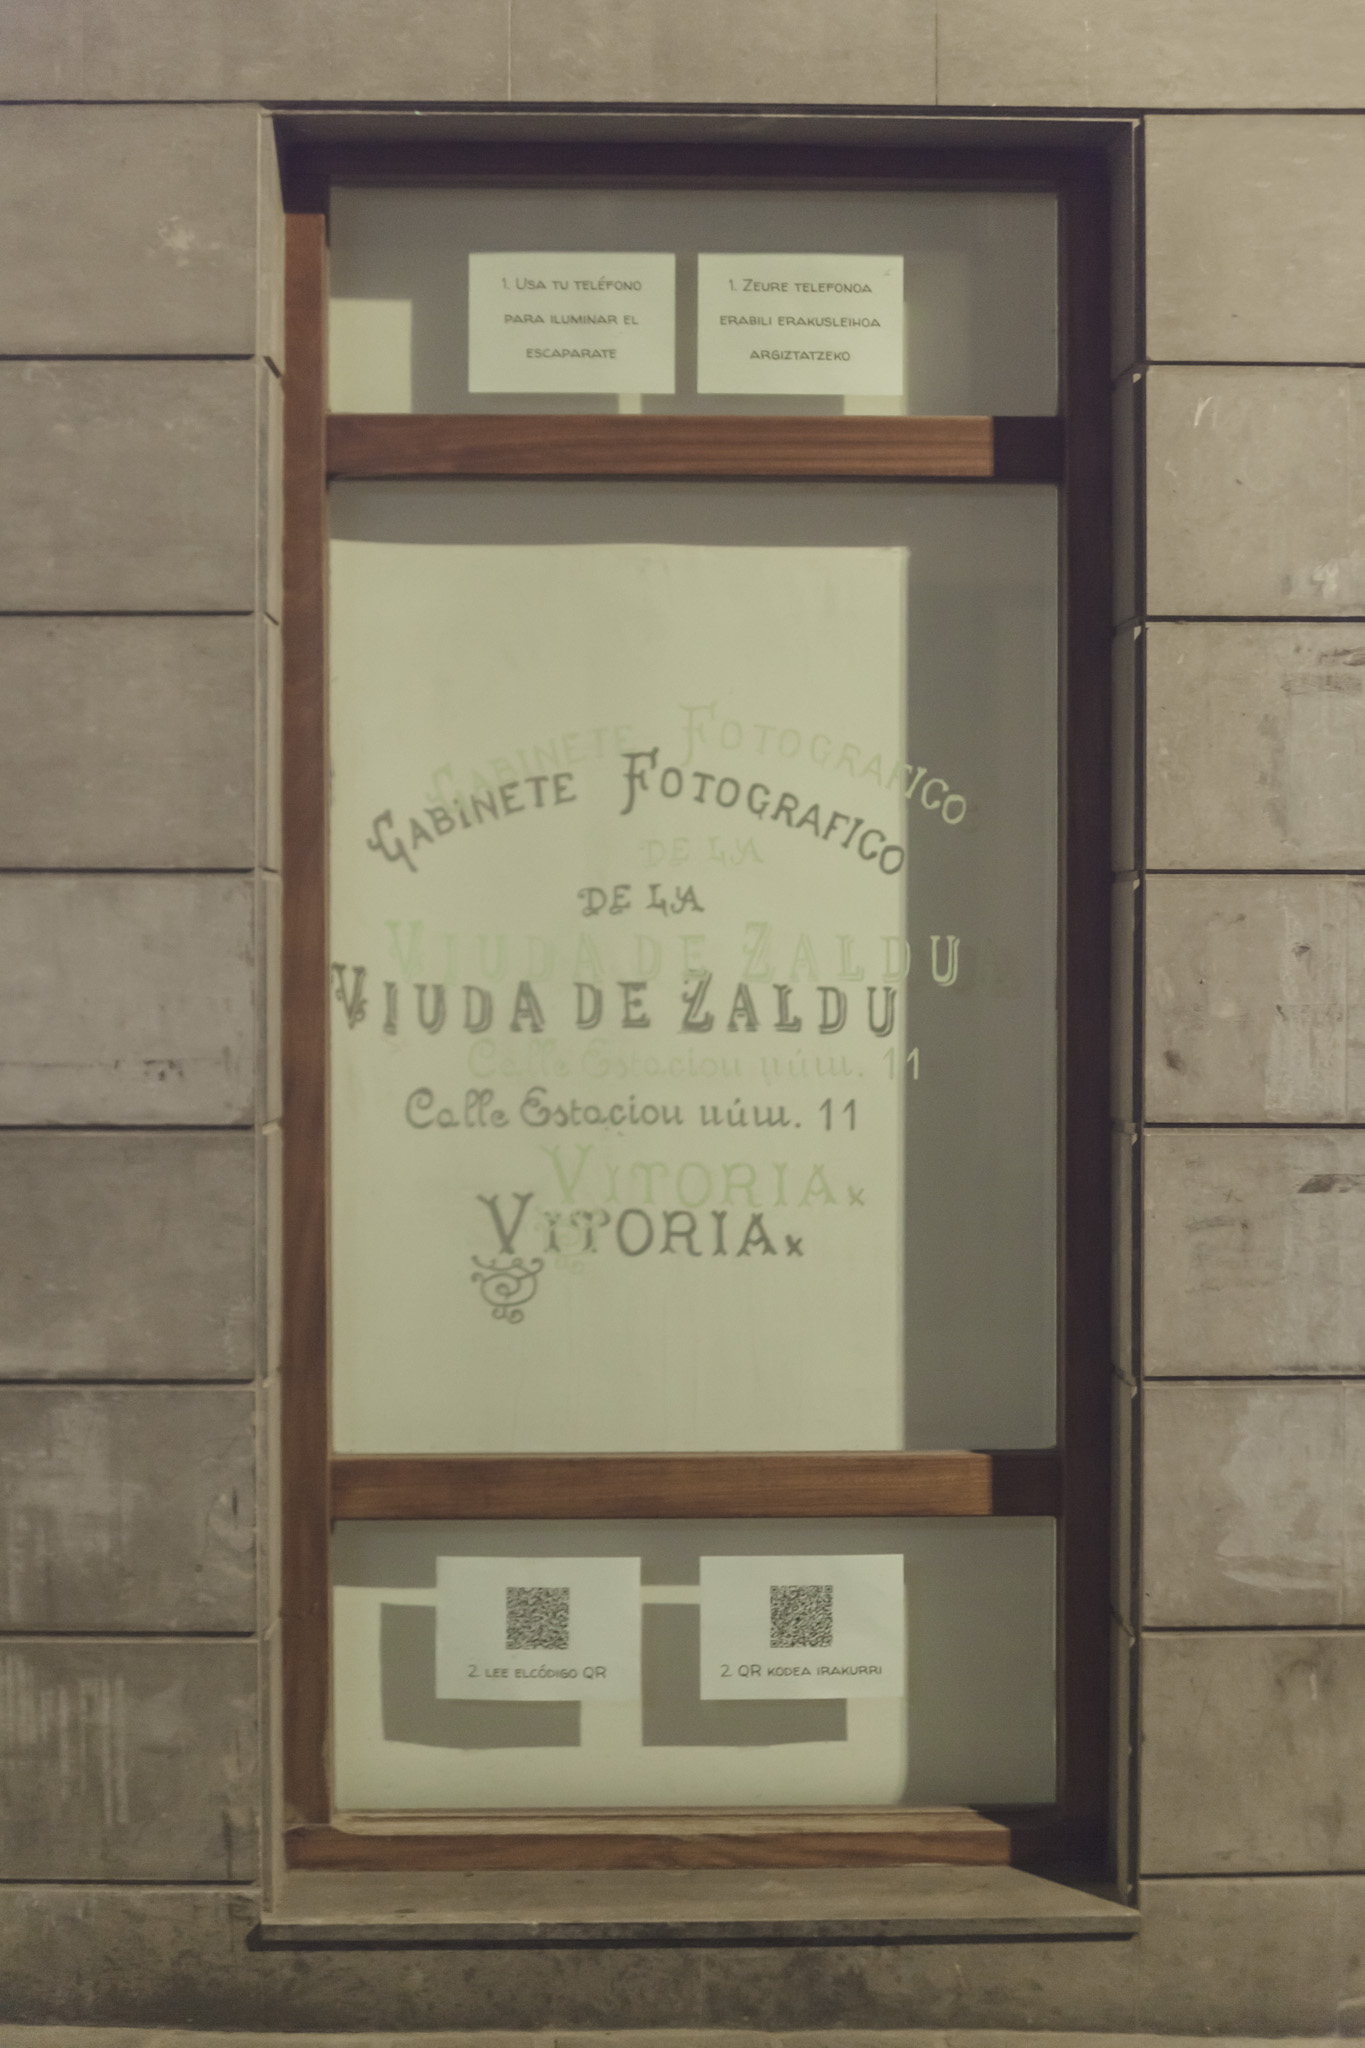 1. Usa tu teléfono
para iluminar el
escaparate
1. Zeure telefonoa
erabili erakusleihoa
argiztatzeko
Gabinete Fotografico
de la
Viuda de Zaldu
Calle Estacion núm. 11
Vitoria
2. lee elcódigo QR
2. QR kodea irakurri